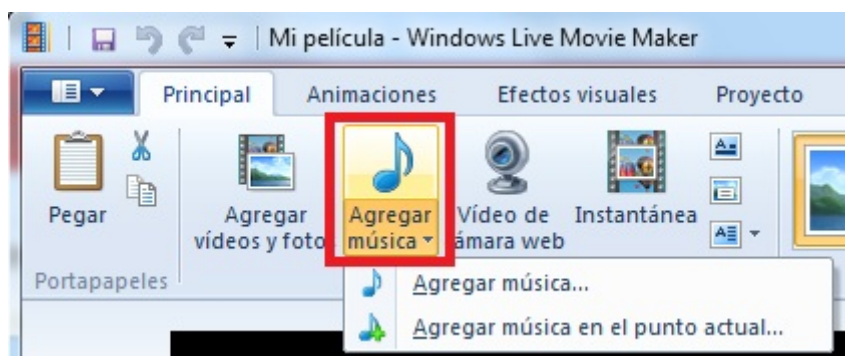 Mi película - Windows Live Movie Maker
Principal Animaciones Efectos visuales Proyecto
Pegar
Agregar
vídeos y foto
Agregar
música
Vídeo de
ámara web
Instantánea
Portapapeles
Agregar música...
Agregar música en el punto actual...